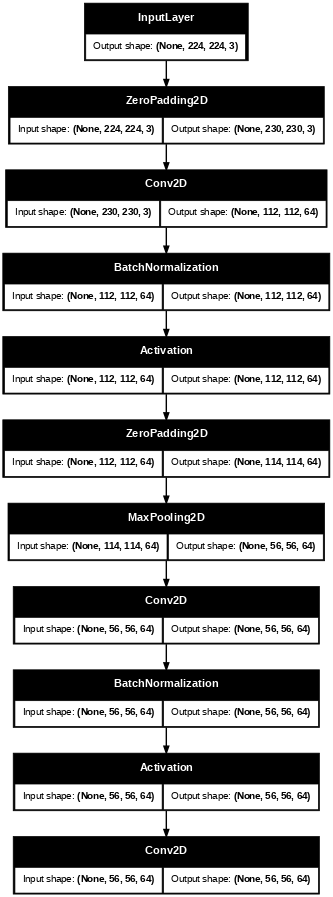 InputLayer
Output shape: (None, 224, 224, 3)
ZeroPadding2D
Input shape: (None, 224, 224, 3) Output shape: (None, 230, 230, 3)
Conv2D
Input shape: (None, 230, 230, 3) Output shape: (None, 112, 112, 64)
BatchNormalization
Input shape: (None, 112, 112, 64) Output shape: (None, 112, 112, 64)
Activation
Input shape: (None, 112, 112, 64) Output shape: (None, 112, 112, 64)
ZeroPadding2D
Input shape: (None, 112, 112, 64) Output shape: (None, 114, 114, 64)
MaxPooling2D
Input shape: (None, 114, 114, 64) Output shape: (None, 56, 56, 64)
Conv2D
Input shape: (None, 56, 56, 64) Output shape: (None, 56, 56, 64)
BatchNormalization
Input shape: (None, 56, 56, 64) Output shape: (None, 56, 56, 64)
Activation
Input shape: (None, 56, 56, 64) Output shape: (None, 56, 56, 64)
Conv2D
Input shape: (None, 56, 56, 64) Output shape: (None, 56, 56, 64)